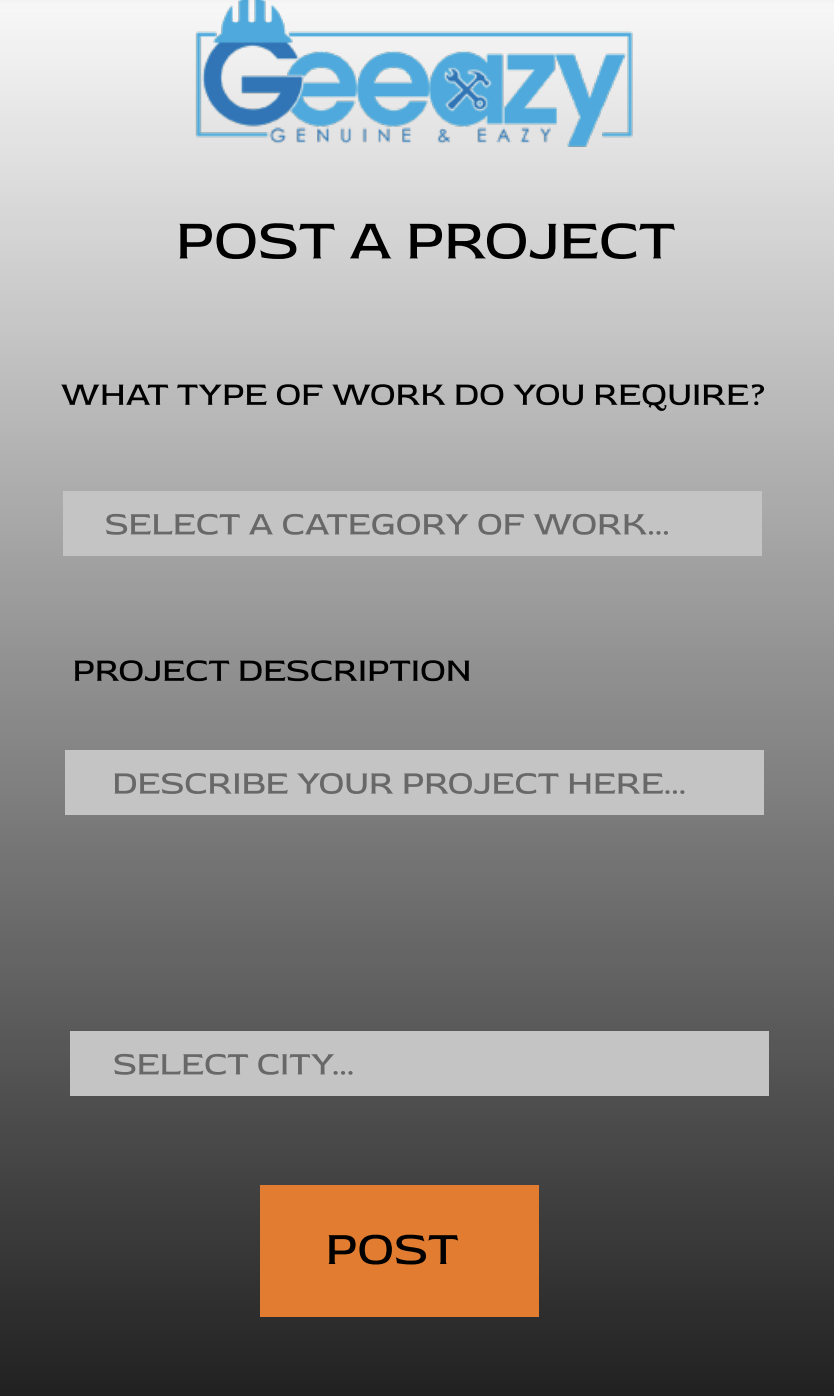 Geeeazy
GENUINE & EAZY
POST A PROJECT
WHAT TYPE OF WORK DO YOU REQUIRE?
SELECT A CATEGORY OF WORK...
PROJECT DESCRIPTION
DESCRIBE YOUR PROJECT HERE...
SELECT CITY...
POST